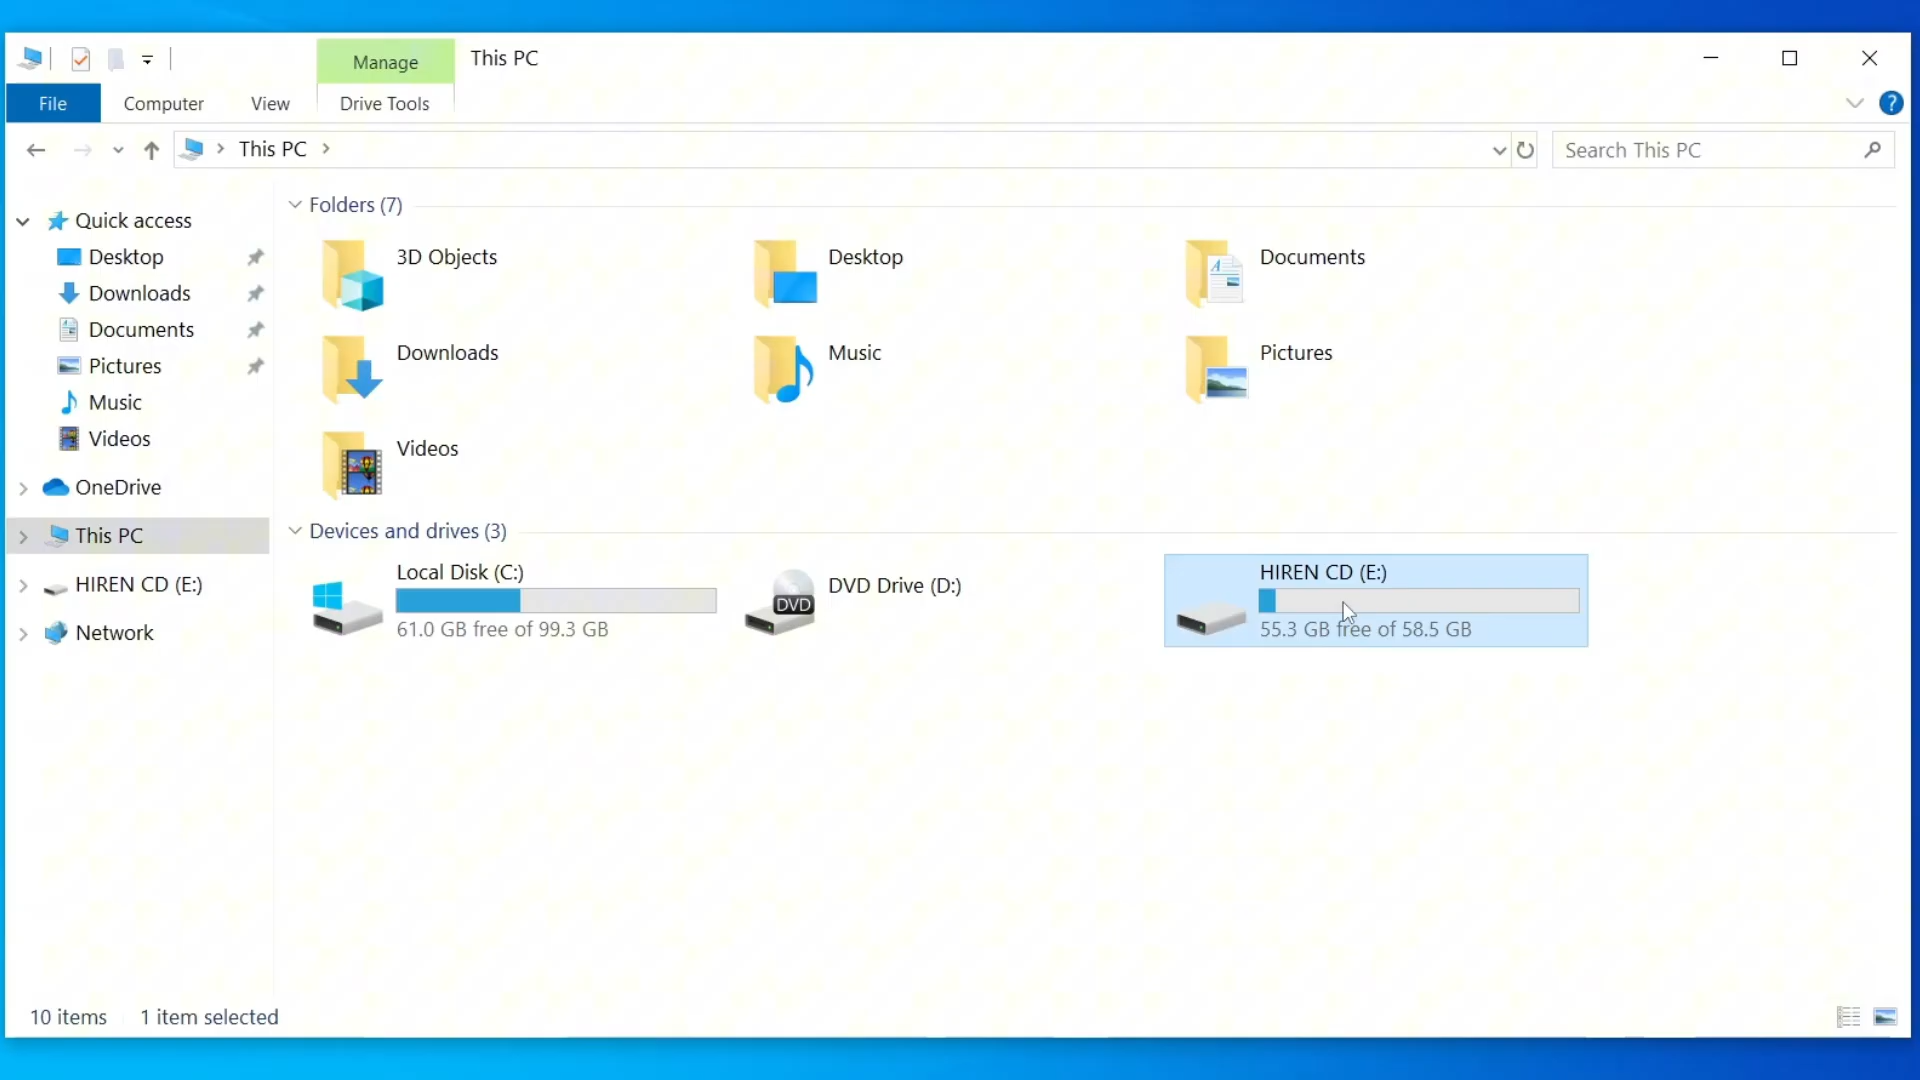 Manage
This PC
File
Computer
View
Drive Tools
?
This PC
Search This PC
Quick access
Desktop
Downloads
Documents
Pictures
Music
Videos
OneDrive
This PC
HIREN CD (E:)
Network
Folders (7)
3D Objects
Desktop
Documents
Downloads
Music
Pictures
Videos
Devices and drives (3)
Local Disk (C:)
61.0 GB free of 99.3 GB
DVD
DVD Drive (D:)
HIREN CD (E:)
55.3 GB free of 58.5 GB
10 items
1 item selected